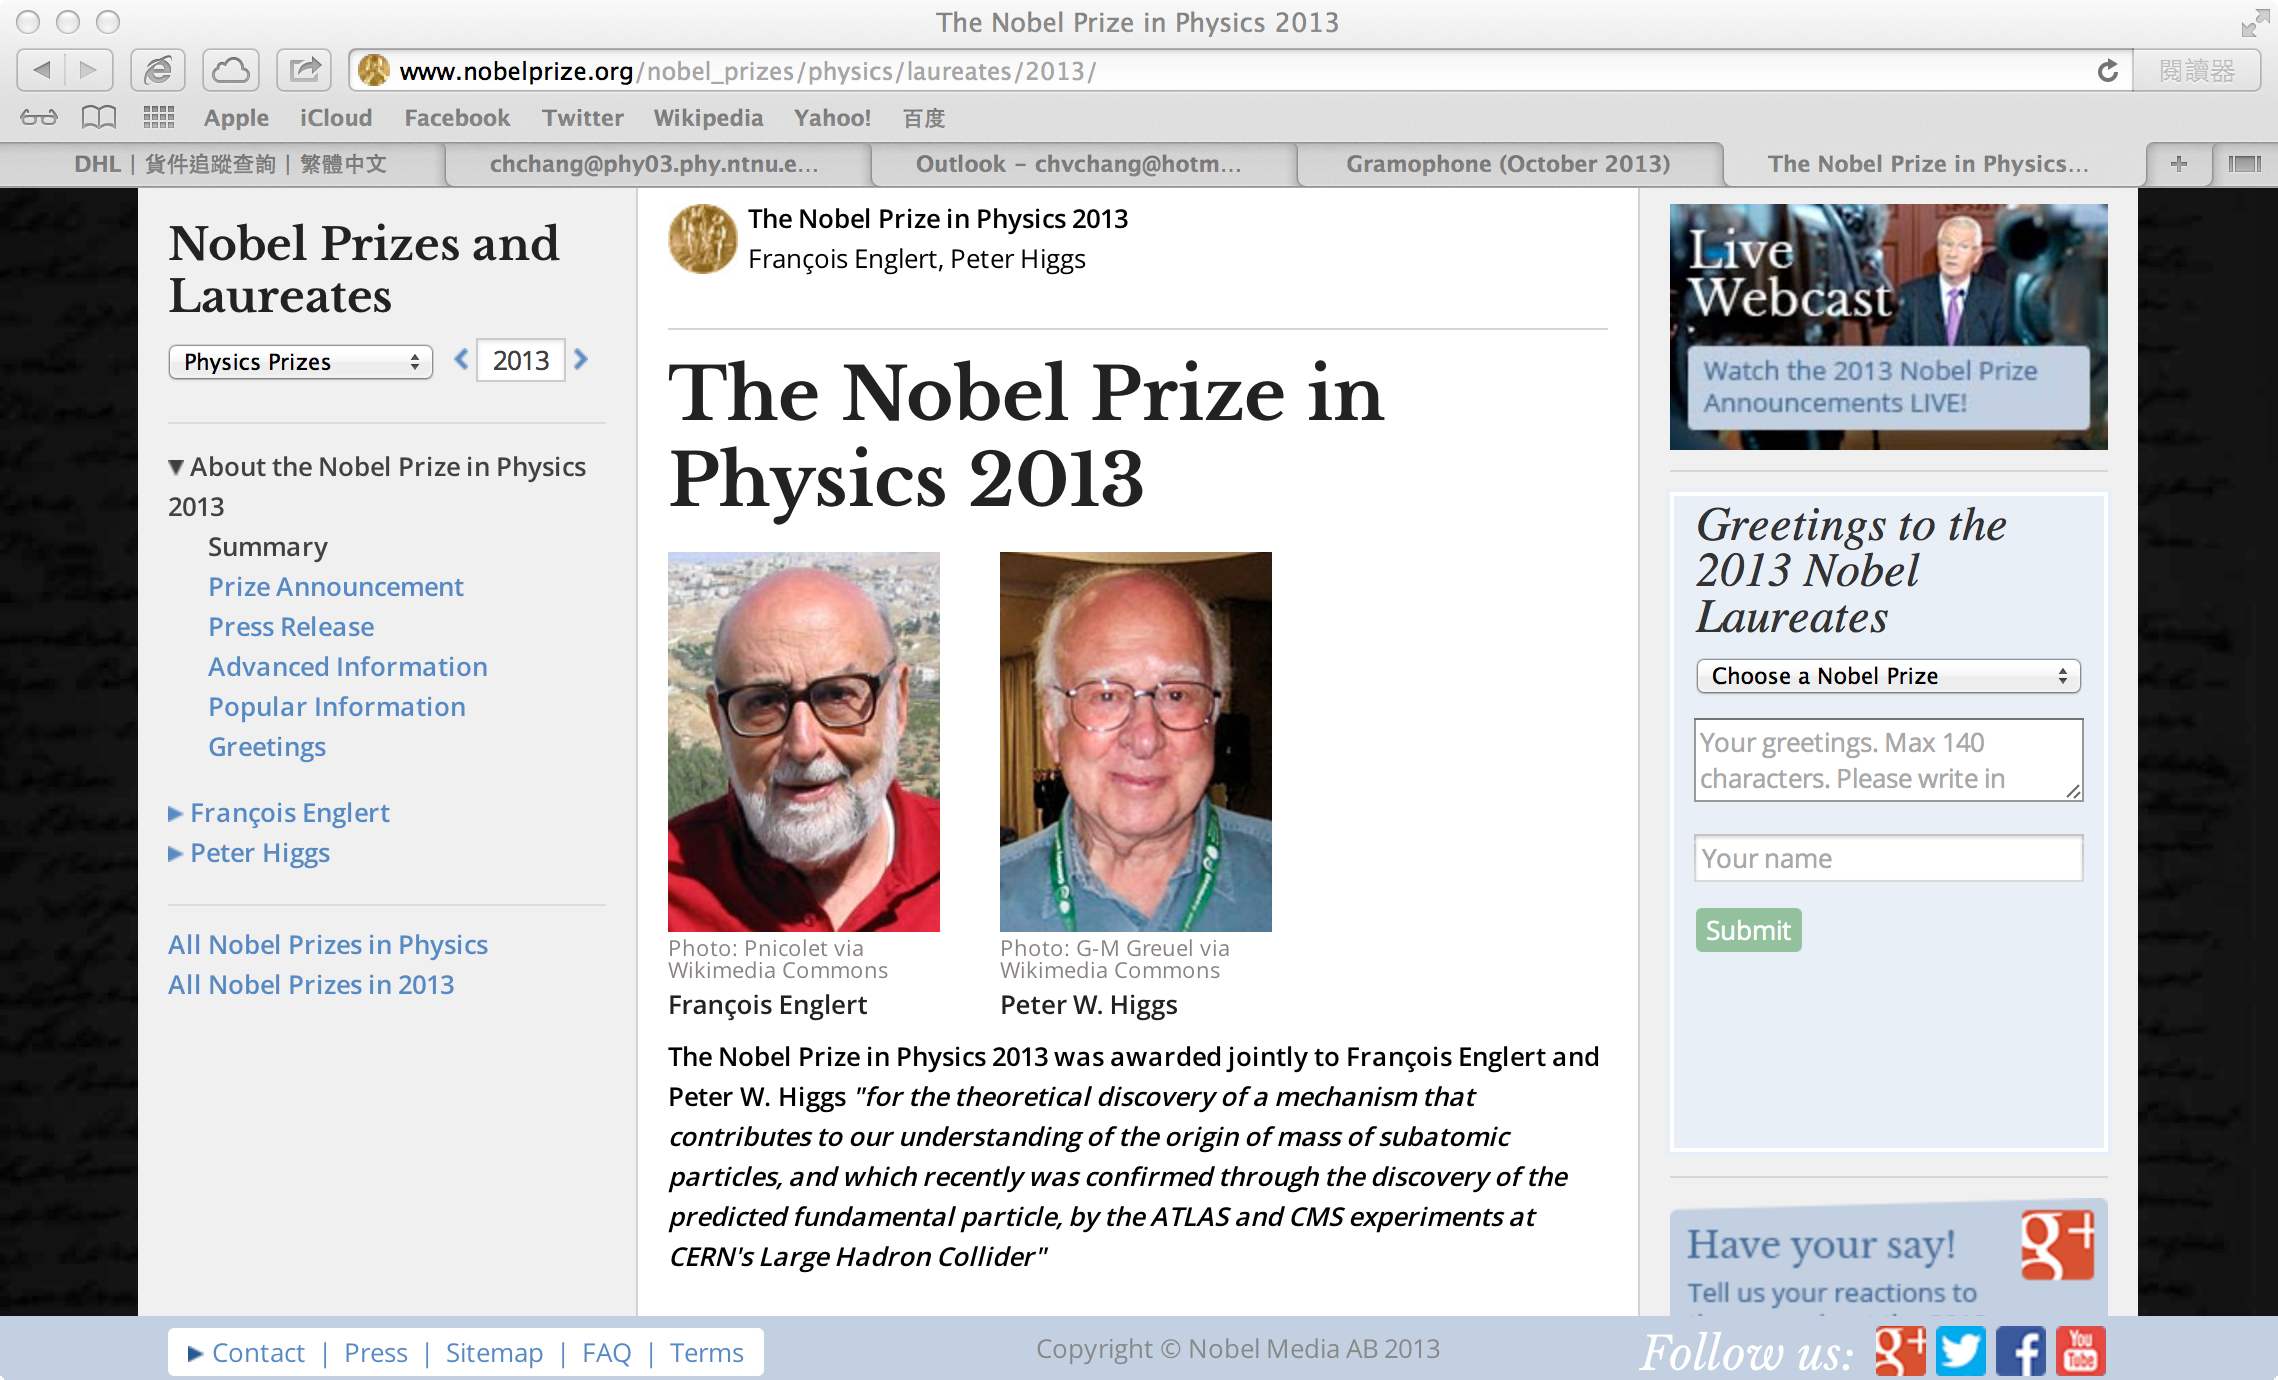 The Nobel Prize in Physics 2013
www.nobelprize.org/nobel_prizes/physics/laureates/2013/
閱讀器
Apple iCloud Facebook Twitter Wikipedia Yahoo! 百度
DHL | 貨件追蹤查詢 | 繁體中文
chchang@phy03.phy.ntnu.e...
Outlook – chvchang@hotm...
Gramophone (October 2013)
The Nobel Prize in Physics...
Nobel Prizes and
Laureates
Physics Prizes
2013
About the Nobel Prize in Physics
2013
Summary
Prize Announcement
Press Release
Advanced Information
Popular Information
Greetings
François Englert
Peter Higgs
All Nobel Prizes in Physics
All Nobel Prizes in 2013
The Nobel Prize in Physics 2013
François Englert, Peter Higgs
The Nobel Prize in
Physics 2013
Photo: Pnicolet via
Wikimedia Commons
François Englert
Photo: G-M Greuel via
Wikimedia Commons
Peter W. Higgs
The Nobel Prize in Physics 2013 was awarded jointly to François Englert and
Peter W. Higgs "for the theoretical discovery of a mechanism that
contributes to our understanding of the origin of mass of subatomic
particles, and which recently was confirmed through the discovery of the
predicted fundamental particle, by the ATLAS and CMS experiments at
CERN's Large Hadron Collider"
Live
Webcast
Watch the 2013 Nobel Prize
Announcements LIVE!
Greetings to the
2013 Nobel
Laureates
Choose a Nobel Prize
Your greetings. Max 140
characters. Please write in
Your name
Submit
Have your say!
g+
Tell us your reactions to
Contact | Press | Sitemap | FAQ | Terms
Copyright © Nobel Media AB 2013
Follow us:
g+
f
You
Tube